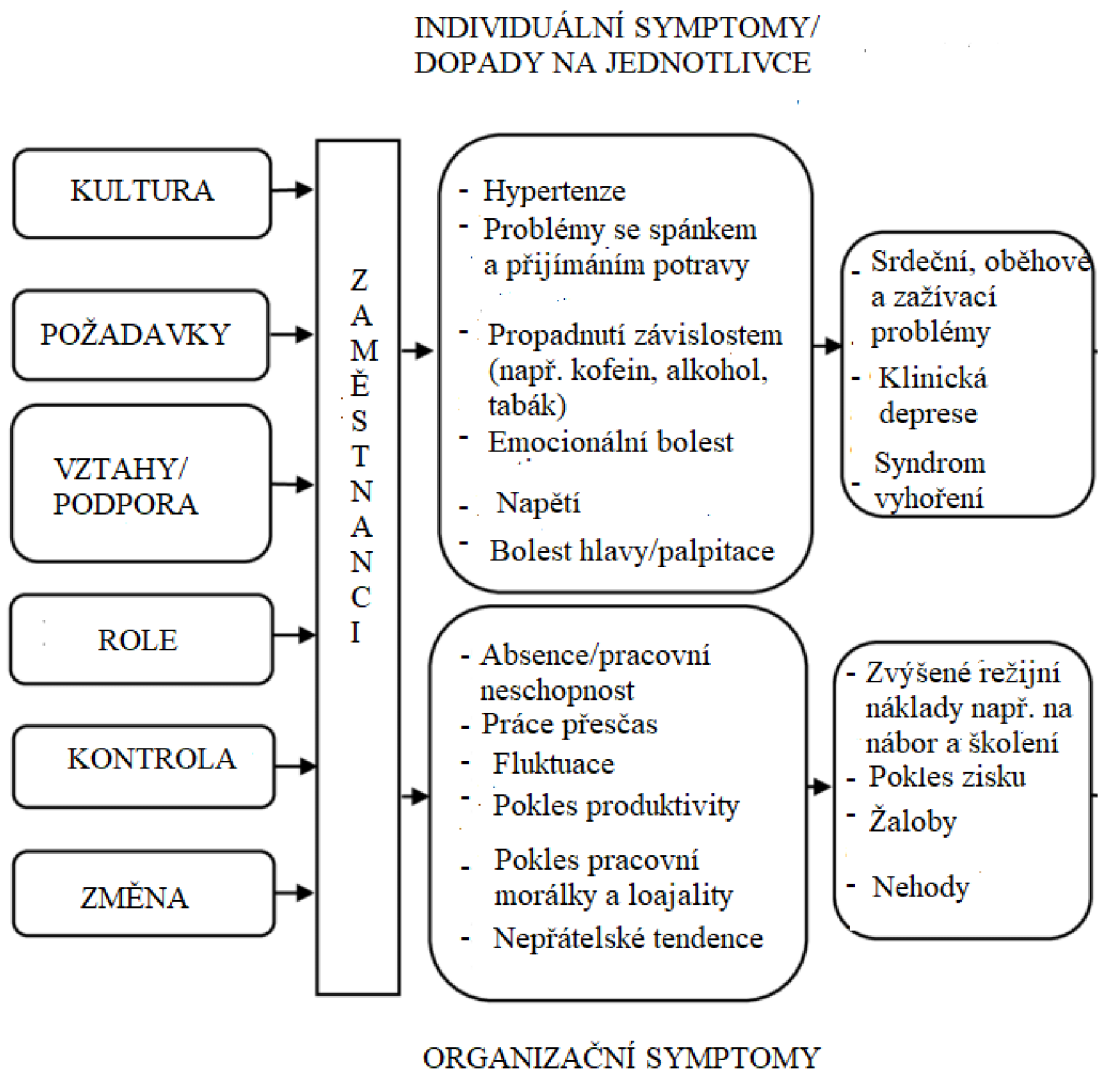 INDIVIDUÁLNÍ SYMPTOMY/
DOPADY NA JEDNOTLIVCE
KULTURA
POŽADAVKY
VZTAHY/
PODPORA
ROLE
KONTROLA
ZMĚNA
Z
A
M
Ě
S
T
N
A
N
C
I
- Hypertenze
- Problémy se spánkem
a přijímáním potravy
- Propadnutí závislostem
(např. kofein, alkohol,
tabák)
- Emocionální bolest
- Napětí
- Bolest hlavy/palpitace
- Srdeční, oběhové
a zažívací
problémy
- Klinická
deprese
- Syndrom
vyhoření
- Absence/pracovní
neschopnost
- Práce přesčas
- Fluktuace
- Pokles produktivity
- Pokles pracovní
morálky a loajality
- Nepřátelské tendence
- Zvýšené režijní
náklady např. na
nábor a školení
- Pokles zisku
- Žaloby
- Nehody
ORGANIZAČNÍ SYMPTOMY